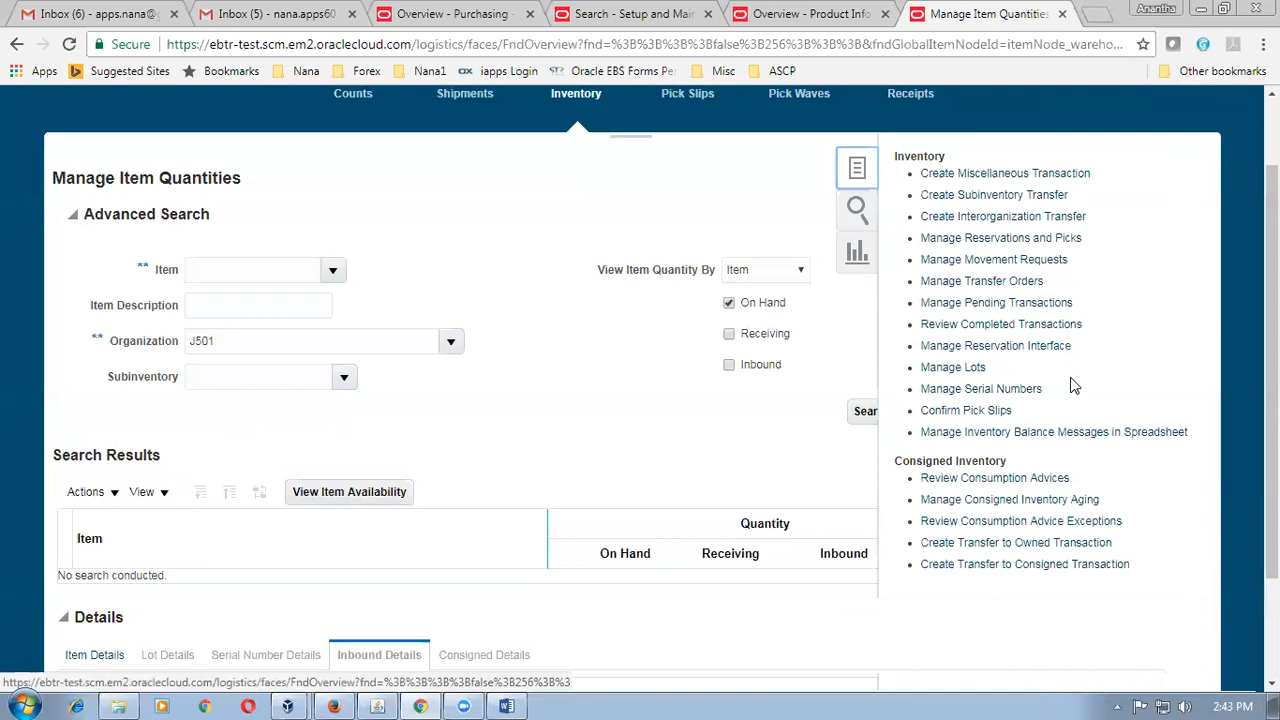 Inbox (6) - appsnana@g
Inbox (5) - nana.apps60
Overview - Purchasing -
Search - Setup and Main
Overview - Product Info
Manage Item Quantities
Anantha
Secure
https://ebtr-test.scm.em2.oraclecloud.com/logistics/faces/FndOverview?fnd=%3B%3B%3B%3Bfalse%3B256%3B%3B%3B&fndGlobalItemNodeId=itemNode_wareho...
Apps
Suggested Sites
Bookmarks
Nana
Forex
Nana1
iapps Login
Oracle EBS Forms Per
Misc
ASCP
Other bookmarks
Counts
Shipments
Inventory
Pick Slips
Pick Waves
Receipts
Manage Item Quantities
Advanced Search
** Item
Item Description
** Organization J501
Subinventory
View Item Quantity By Item
On Hand
Receiving
Inbound
Sear
Search Results
Actions
View
View Item Availability
Item
Quantity
On Hand
Receiving
Inbound
No search conducted.
Details
Item Details
Lot Details
Serial Number Details
Inbound Details
Consigned Details
Inventory
Create Miscellaneous Transaction
Create Subinventory Transfer
Create Interorganization Transfer
Manage Reservations and Picks
Manage Movement Requests
Manage Transfer Orders
Manage Pending Transactions
Review Completed Transactions
Manage Reservation Interface
Manage Lots
Manage Serial Numbers
Confirm Pick Slips
Manage Inventory Balance Messages in Spreadsheet
Consigned Inventory
Review Consumption Advices
Manage Consigned Inventory Aging
Review Consumption Advice Exceptions
Create Transfer to Owned Transaction
Create Transfer to Consigned Transaction
https://ebtr-test.scm.em2.oraclecloud.com/logistics/faces/FndOverview?fnd=%3B%3B%3B%3Bfalse%3B256%3B%3
2:43 PM